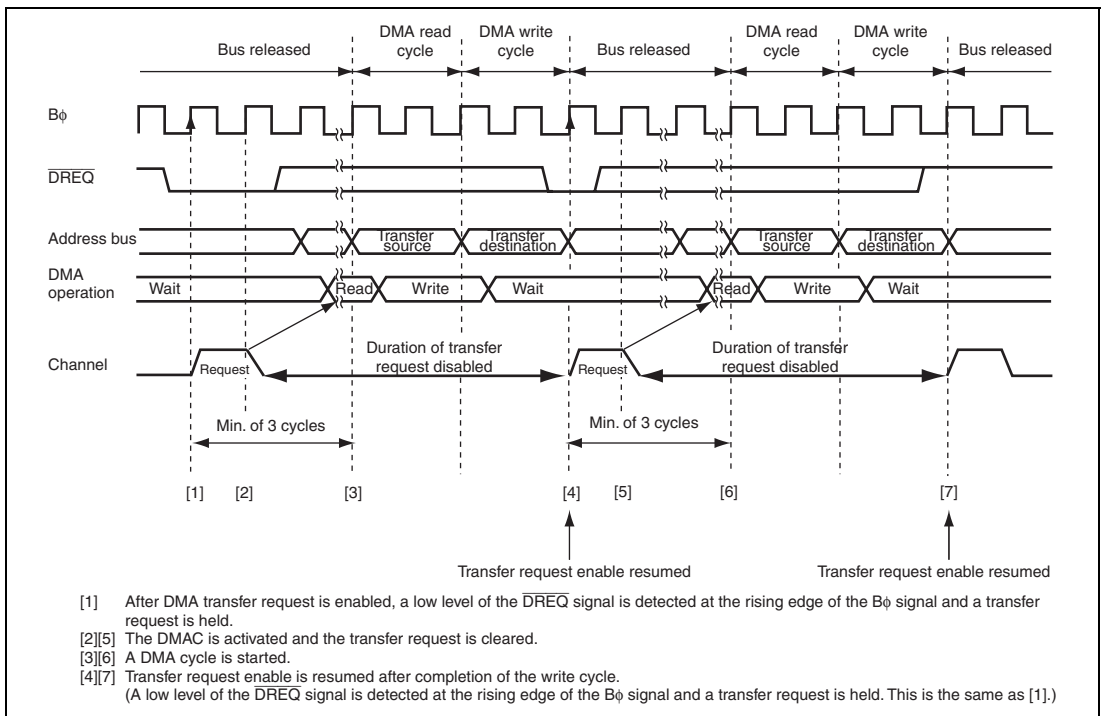 Bus released DMA read cycle DMA write cycle Bus released DMA read cycle DMA write cycle Bus released
Bφ
DREQ
Address bus Transfer source Transfer destination Transfer source Transfer destination
DMA operation Wait Read Write Wait Read Write Wait
Channel Request Duration of transfer request disabled Request Duration of transfer request disabled
Min. of 3 cycles Min. of 3 cycles
[1] [2] [3] [4] [5] [6] [7]
Transfer request enable resumed Transfer request enable resumed
[1] After DMA transfer request is enabled, a low level of the DREQ signal is detected at the rising edge of the Bφ signal and a transfer
request is held.
[2][5] The DMAC is activated and the transfer request is cleared.
[3][6] A DMA cycle is started.
[4][7] Transfer request enable is resumed after completion of the write cycle.
(A low level of the DREQ signal is detected at the rising edge of the Bφ signal and a transfer request is held. This is the same as [1].)